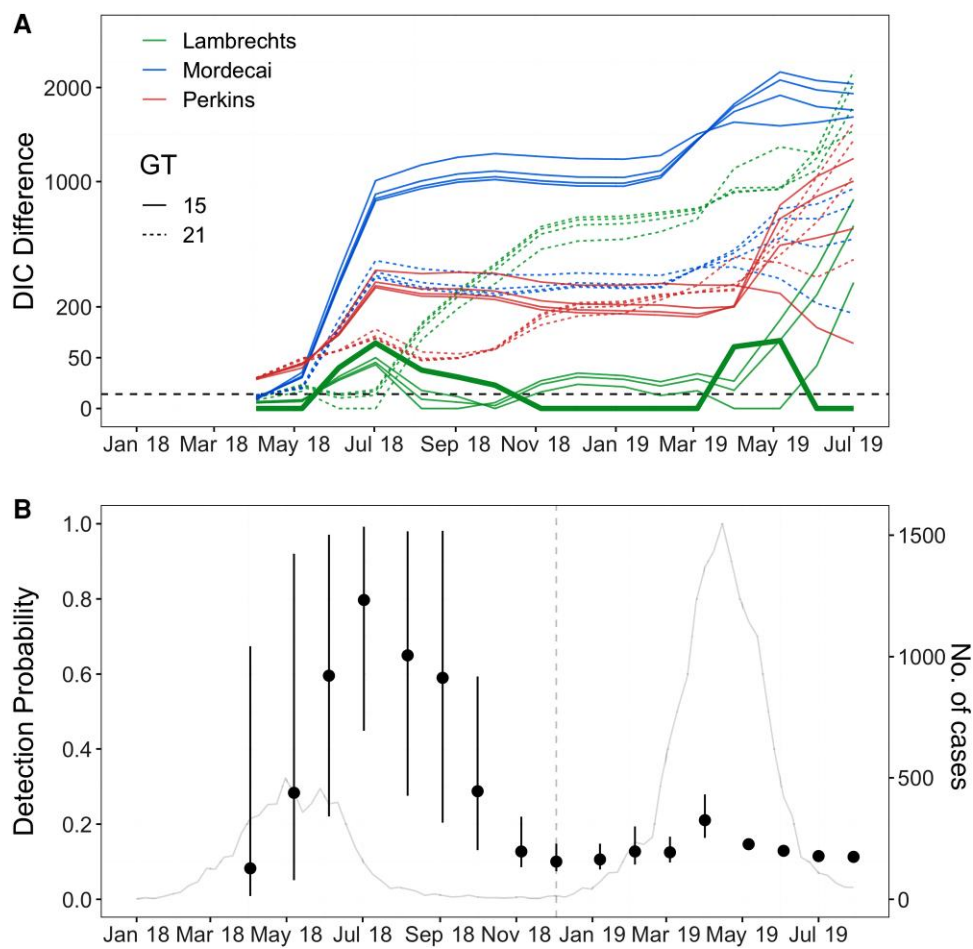 A
Lambrechts
Mordecai
Perkins
GT
15
21
DIC Difference
2000
1000
200
50
0
Jan 18 Mar 18 May 18 Jul 18 Sep 18 Nov 18 Jan 19 Mar 19 May 19 Jul 19
B
Detection Probability
1.0
0.8
0.6
0.4
0.2
0.0
1500
1000
500
0
No. of cases
Jan 18 Mar 18 May 18 Jul 18 Sep 18 Nov 18 Jan 19 Mar 19 May 19 Jul 19